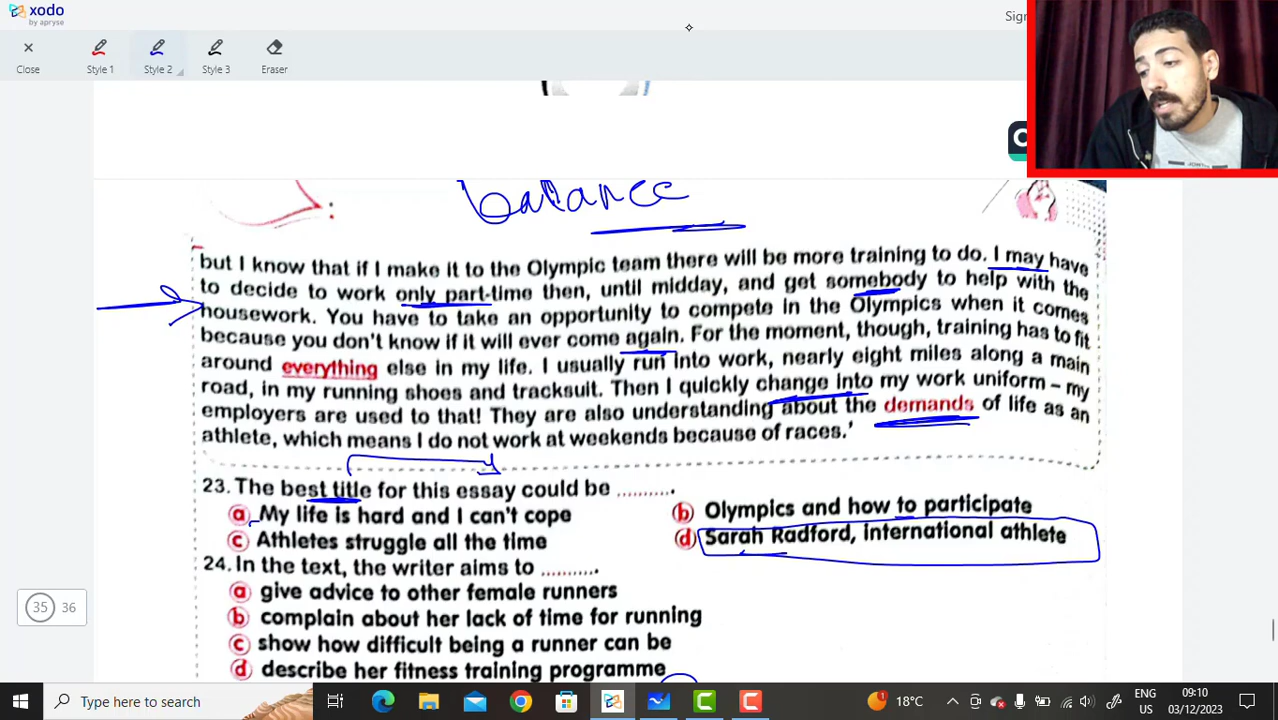 xodo
by apryse
Sign
Close
Style 1
Style 2
Style 3
Eraser
balance
but I know that if I make it to the Olympic team there will be more training to do. I may have
to decide to work only part-time then, until midday, and get somebody to help with the
housework. You have to take an opportunity to compete in the Olympics when it comes
because you don't know if it will ever come again. For the moment, though, training has to fit
around everything else in my life. I usually run into work, nearly eight miles along a main
road, in my running shoes and tracksuit. Then I quickly change into my work uniform – my
employers are used to that! They are also understanding about the demands of life as an
athlete, which means I do not work at weekends because of races.'
23. The best title for this essay could be ..........
a My life is hard and I can't cope
b Olympics and how to participate
c Athletes struggle all the time
d Sarah Radford, international athlete
24. In the text, the writer aims to ..........
a give advice to other female runners
b complain about her lack of time for running
c show how difficult being a runner can be
d describe her fitness training programme
35 36
Type here to search
1
18°C
ENG
US
09:10
03/12/2023